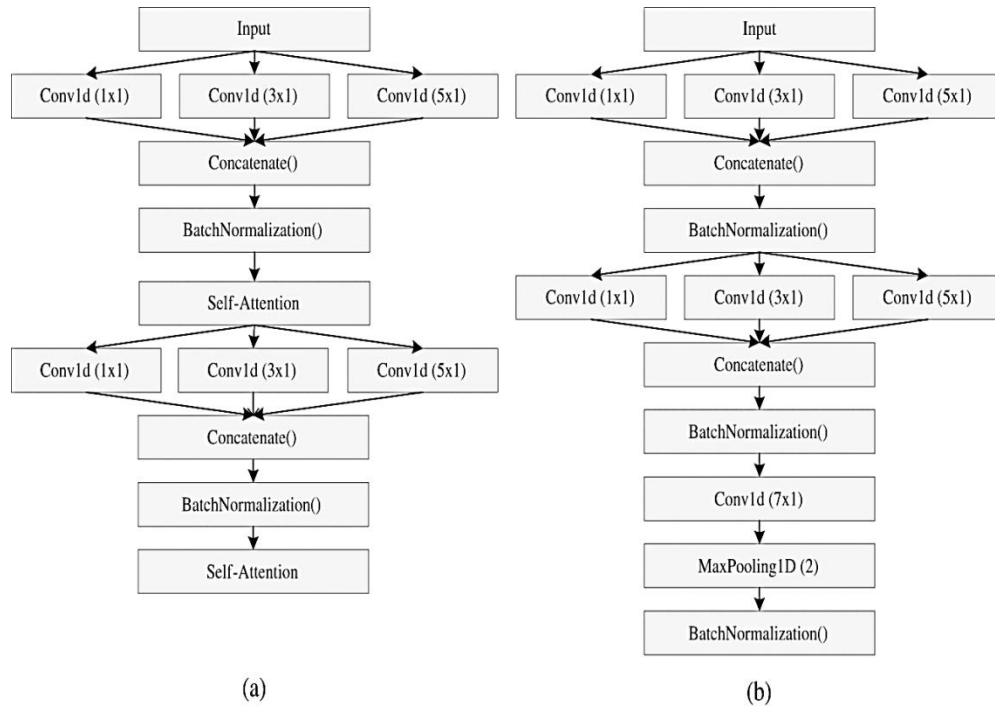 Input
Conv1d (1x1)
Conv1d (3x1)
Conv1d (5x1)
Concatenate()
BatchNormalization()
Self-Attention
Conv1d (1x1)
Conv1d (3x1)
Conv1d (5x1)
Concatenate()
BatchNormalization()
Self-Attention
(a)
Input
Conv1d (1x1)
Conv1d (3x1)
Conv1d (5x1)
Concatenate()
BatchNormalization()
Conv1d (1x1)
Conv1d (3x1)
Conv1d (5x1)
Concatenate()
BatchNormalization()
Conv1d (7x1)
MaxPooling1D (2)
BatchNormalization()
(b)